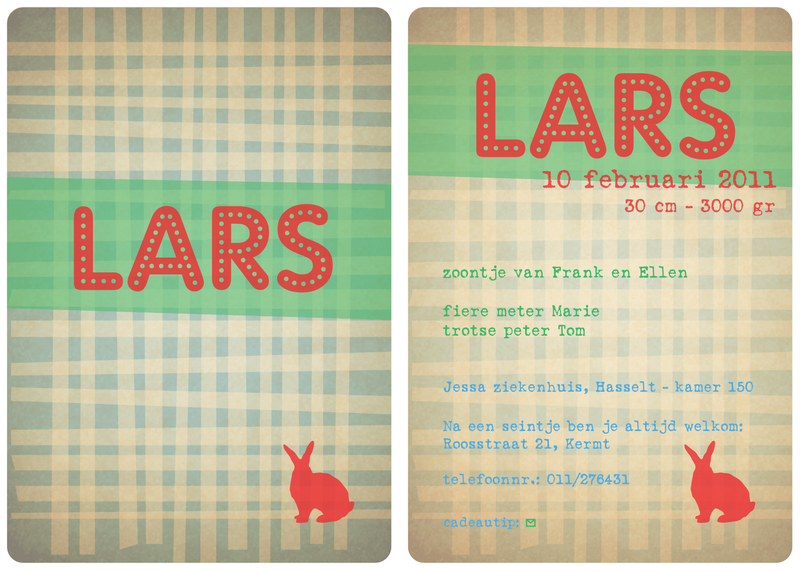 LARS
LARS
10 februari 2011
30 cm - 3000 gr
zoontje van Frank en Ellen
fiere meter Marie
trotse peter Tom
Jessa ziekenhuis, Hasselt - kamer 150
Na een seintje ben je altijd welkom:
Roosstraat 21, Kermt
telefoonnr.: 011/276431
cadeautip: